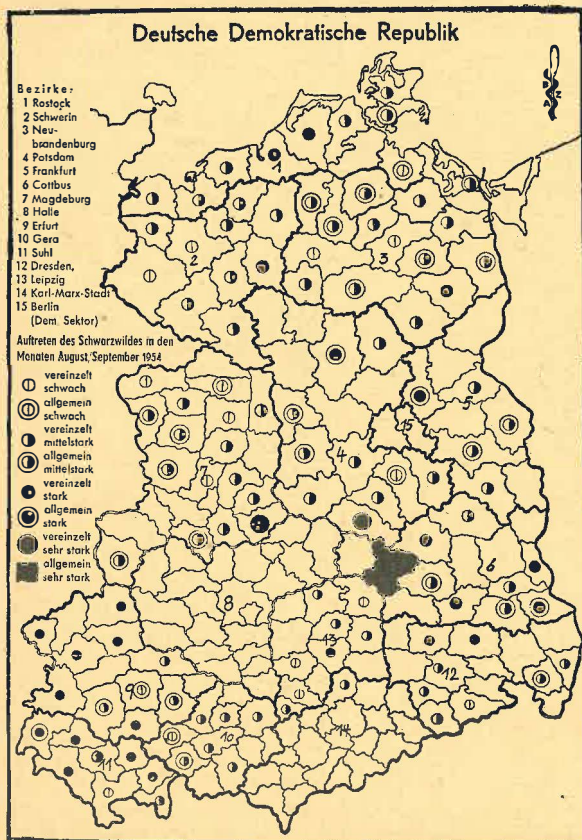 Deutsche Demokratische Republik
Bezirke:
1 Rostock
2 Schwerin
3 Neu-
brandenburg
4 Potsdam
5 Frankfurt
6 Cottbus
7 Magdeburg
8 Halle
9 Erfurt
10 Gera
11 Suhl
12 Dresden,
13 Leipzig
14 Karl-Marx-Stadt
15 Berlin
(Dem. Sektor)
Auftreten des Schwarzwildes in den
Monaten August/September 1954
vereinzelt
schwach
allgemein
schwach
vereinzelt
mittelstark
allgemein
mittelstark
vereinzelt
stark
allgemein
stark
vereinzelt
sehr stark
allgemein
sehr stark
1
2
3
5
15
4
7
6
8
13
12
9
10
14
11